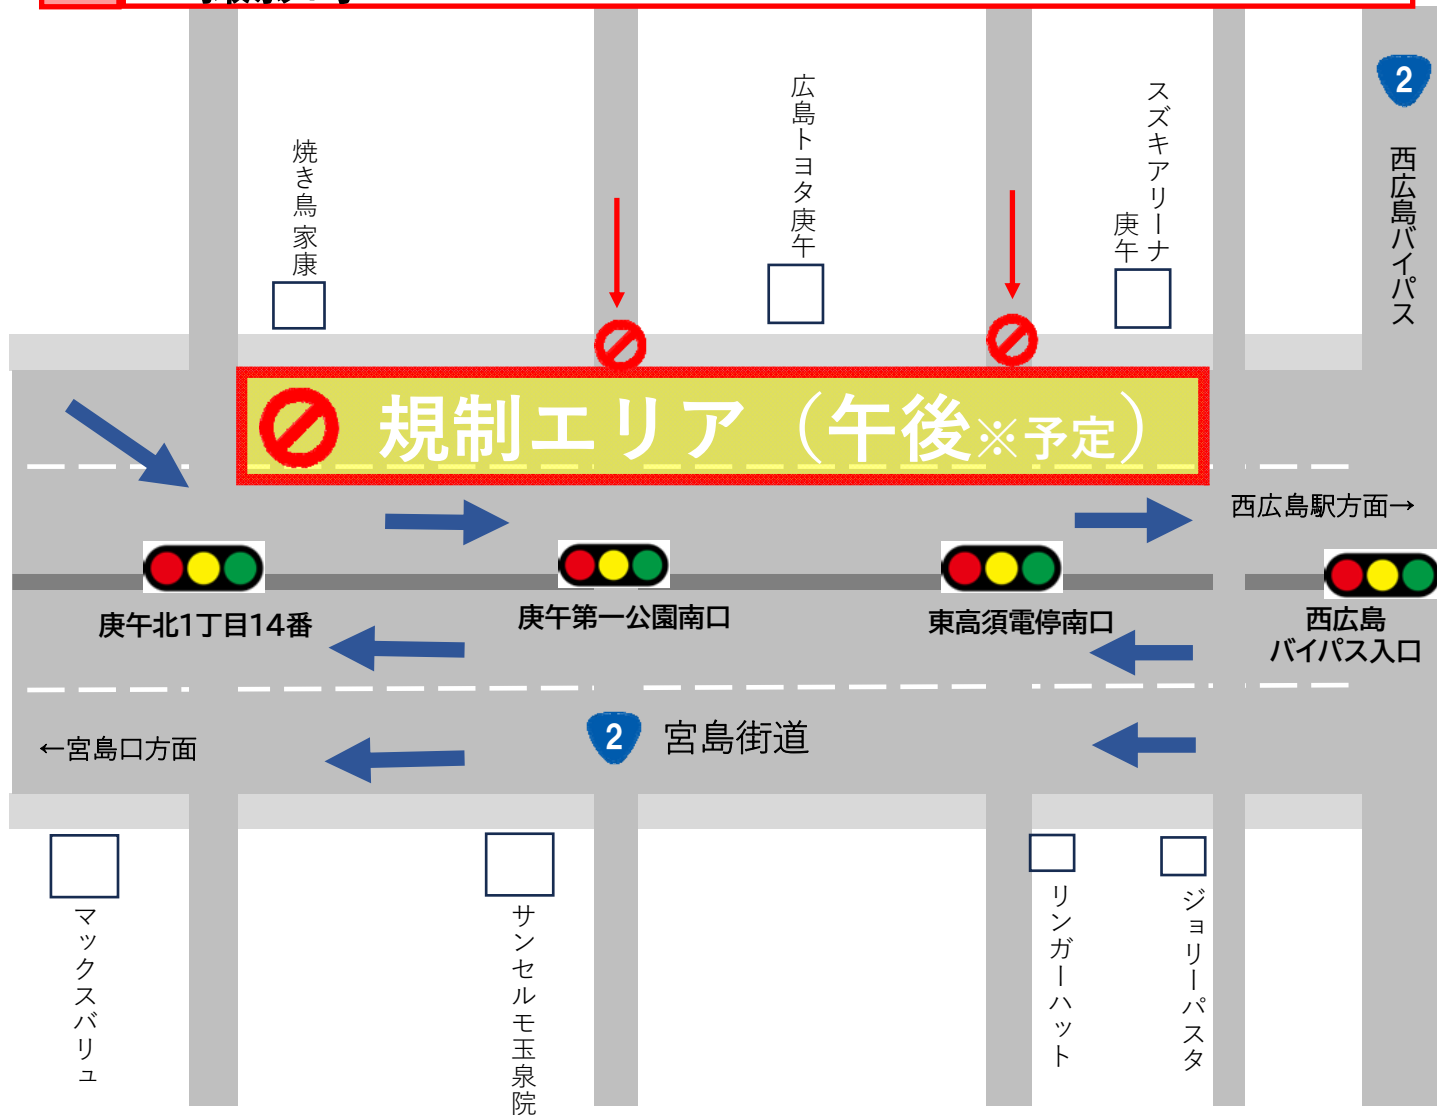 2
西広島バイパス
スズキアリーナ
庚午
広島トヨタ庚午
焼き鳥 家康
規制エリア（午後※予定）
西広島駅方面→
庚午北1丁目14番
庚午第一公園南口
東高須電停南口
西広島
バイパス入口
←宮島口方面
2
宮島街道
マックスバリュ
サンセルモ玉泉院
リンガーハット
ジョリーパスタ